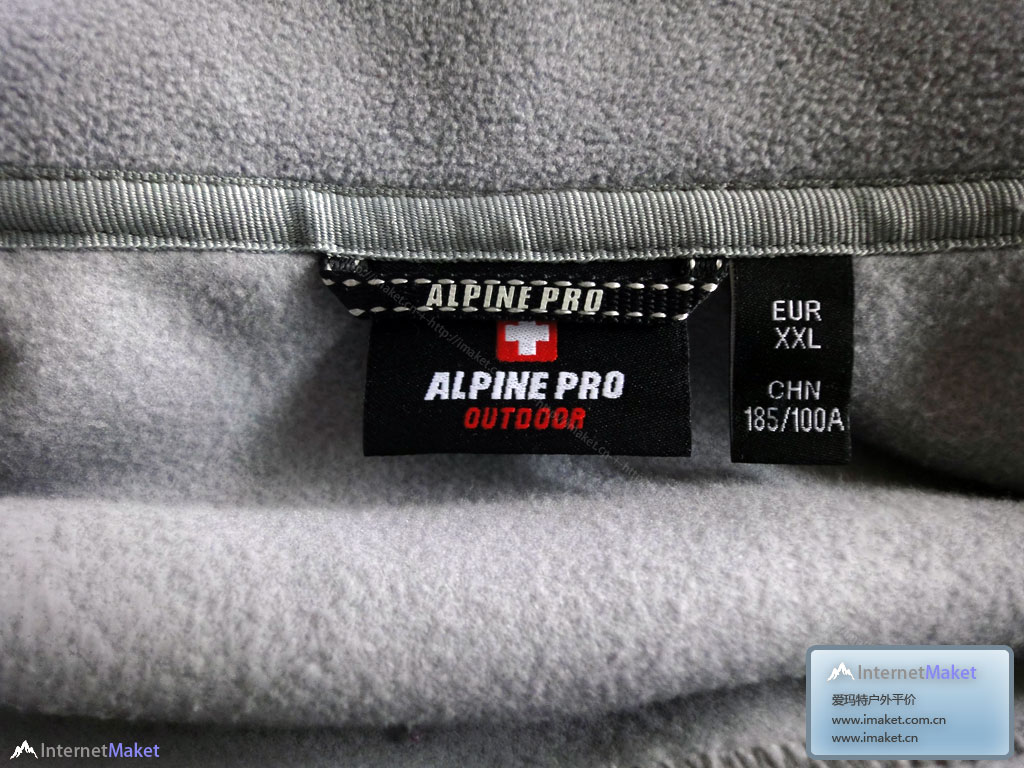 ALPINE PRO
ALPINE PRO
OUTDOOR
EUR
XXL
CHN
185/100A
InternetMaket
爱玛特户外平价
www.imaket.com.cn
www.imaket.cn
InternetMaket